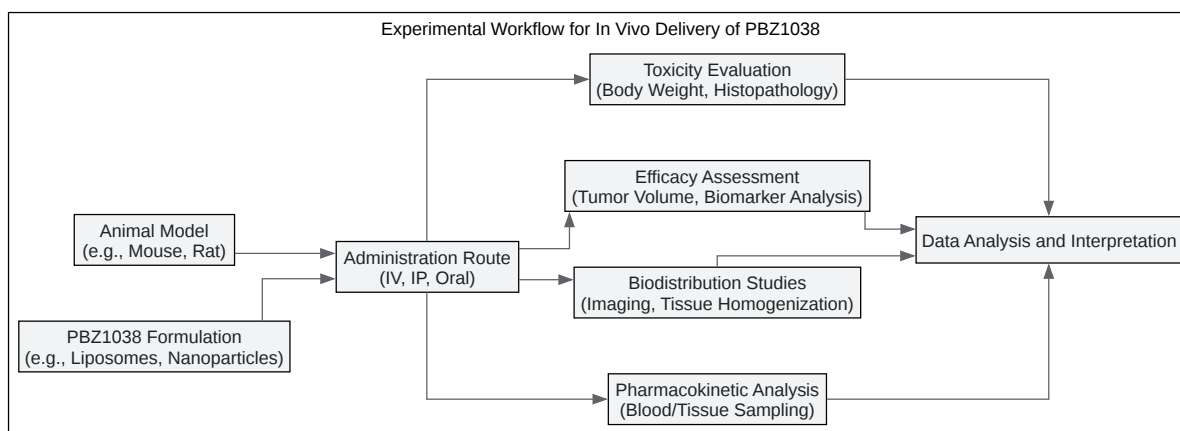 Experimental Workflow for In Vivo Delivery of PBZ1038
Toxicity Evaluation
(Body Weight, Histopathology)
Efficacy Assessment
(Tumor Volume, Biomarker Analysis)
Animal Model
(e.g., Mouse, Rat)
Administration Route
(IV, IP, Oral)
Data Analysis and Interpretation
Biodistribution Studies
(Imaging, Tissue Homogenization)
PBZ1038 Formulation
(e.g., Liposomes, Nanoparticles)
Pharmacokinetic Analysis
(Blood/Tissue Sampling)